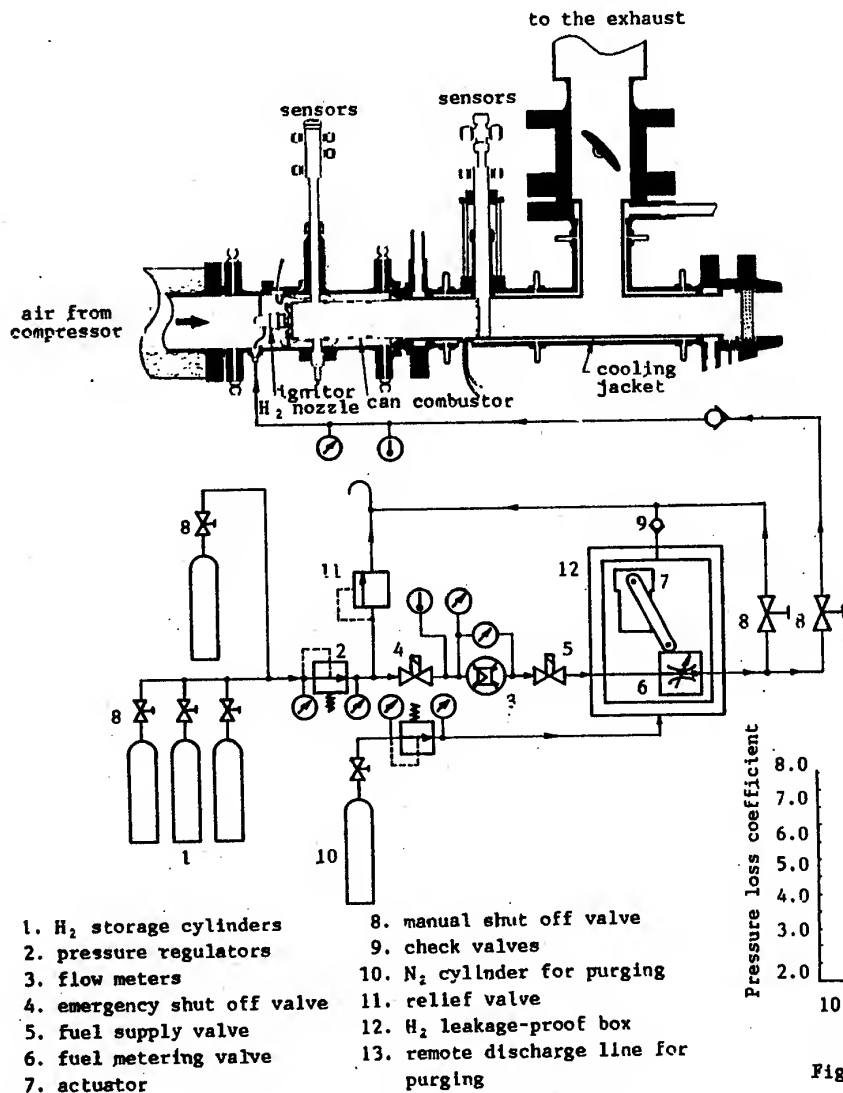 to the exhaust
sensors
sensors
air from
compressor
ignitor
H₂ nozzle
can combustor
cooling
jacket
8
11
9
12
7
8
8
2
4
5
3
6
8
10
1
Pressure loss coefficient
8.0
7.0
6.0
5.0
4.0
3.0
2.0
10
1. H₂ storage cylinders
2. pressure regulators
3. flow meters
4. emergency shut off valve
5. fuel supply valve
6. fuel metering valve
7. actuator
8. manual shut off valve
9. check valves
10. N₂ cylinder for purging
11. relief valve
12. H₂ leakage-proof box
13. remote discharge line for
purging
Fig